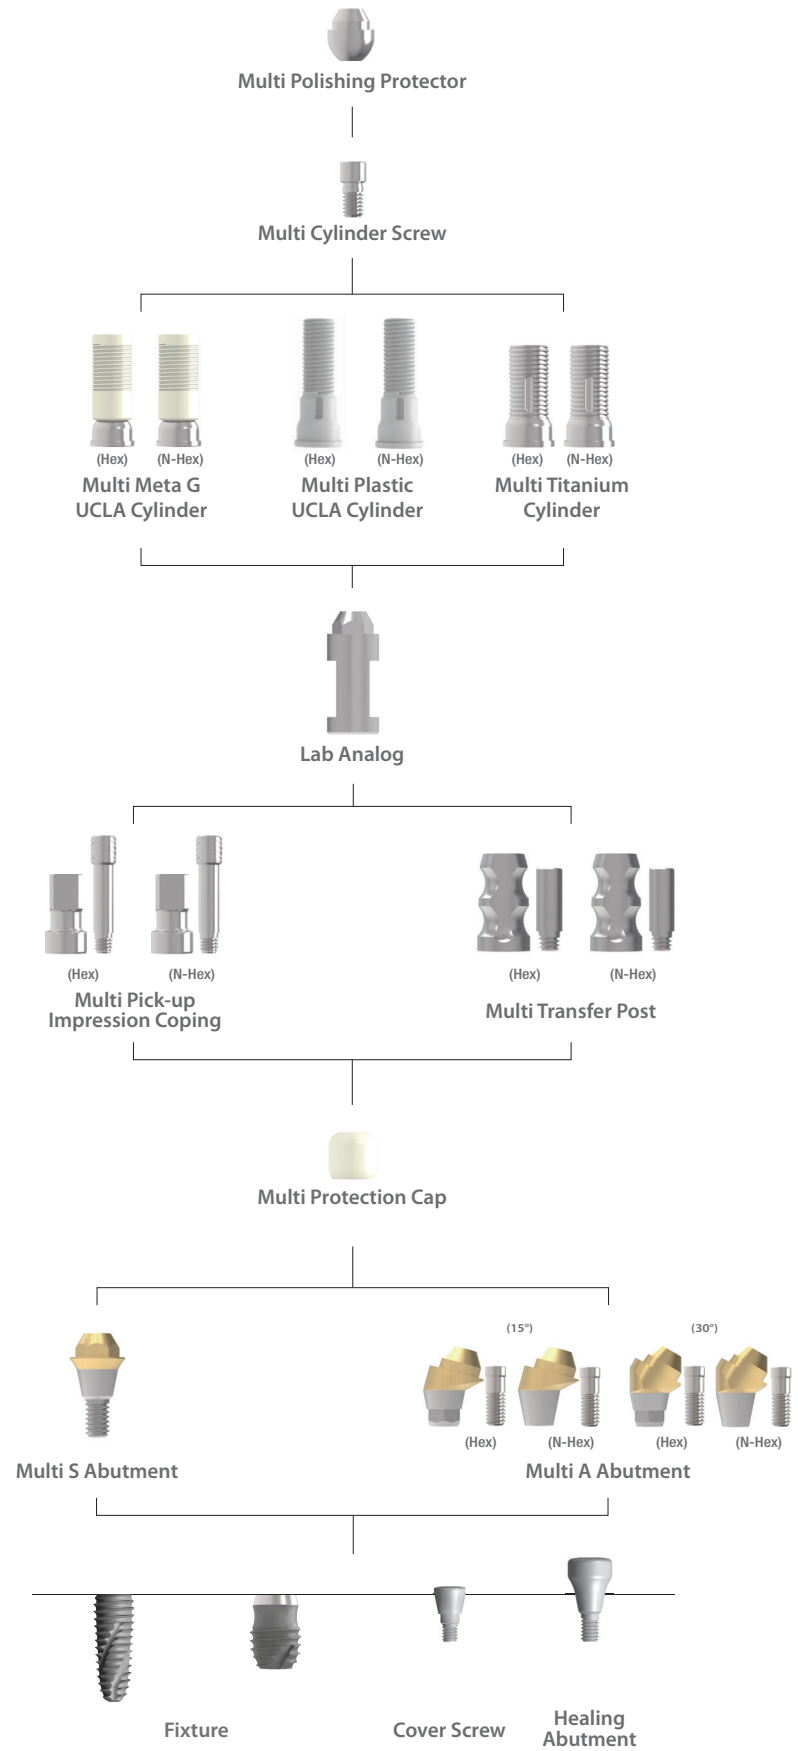 Multi Polishing Protector
Multi Cylinder Screw
(Hex) (N-Hex) (Hex) (N-Hex) (Hex) (N-Hex)
Multi Meta G
UCLA Cylinder
Multi Plastic
UCLA Cylinder
Multi Titanium
Cylinder
Lab Analog
(Hex) (N-Hex) (Hex) (N-Hex)
Multi Pick-up
Impression Coping
Multi Transfer Post
Multi Protection Cap
(15°) (30°)
(Hex) (N-Hex) (Hex) (N-Hex)
Multi S Abutment
Multi A Abutment
Fixture
Cover Screw
Healing
Abutment